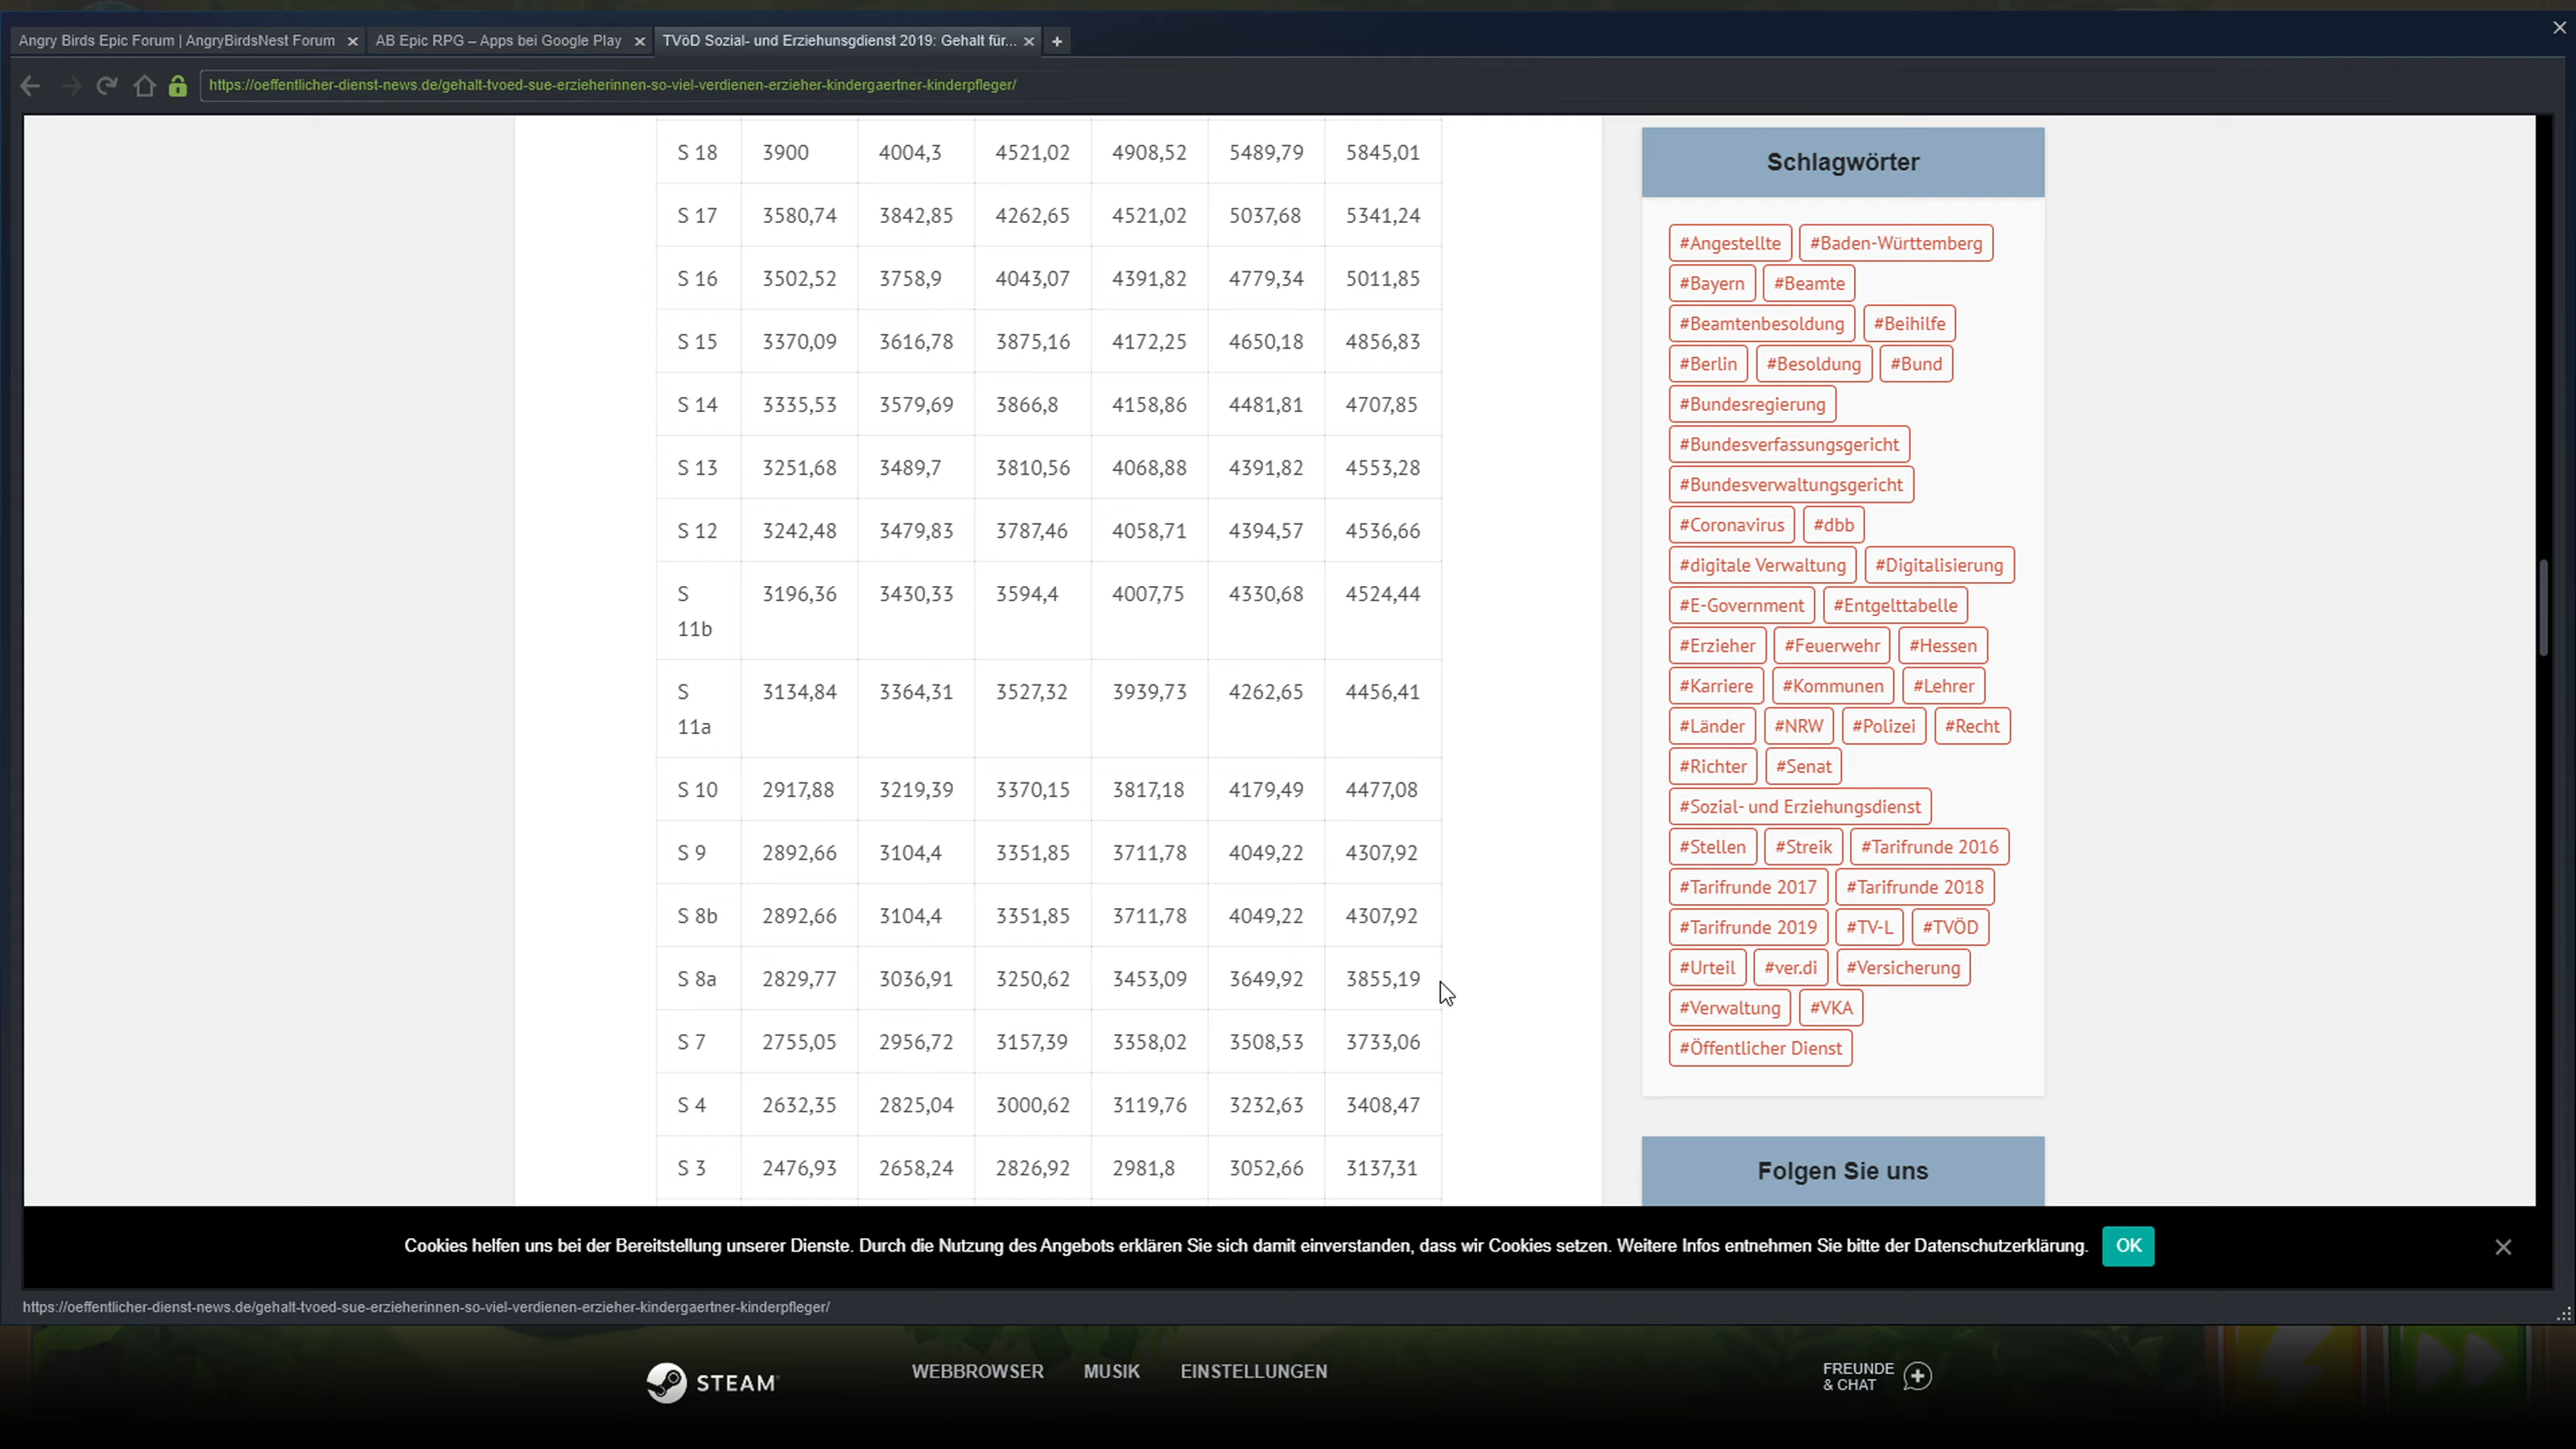 Angry Birds Epic Forum | AngryBirdsNest Forum
AB Epic RPG – Apps bei Google Play
TVöD Sozial- und Erziehunsgdienst 2019: Gehalt für...
https://oeffentlicher-dienst-news.de/gehalt-tvoed-sue-erzieherinnen-so-viel-verdienen-erzieher-kindergaertner-kinderpfleger/
S 18 3900 4004,3 4521,02 4908,52 5489,79 5845,01
S 17 3580,74 3842,85 4262,65 4521,02 5037,68 5341,24
S 16 3502,52 3758,9 4043,07 4391,82 4779,34 5011,85
S 15 3370,09 3616,78 3875,16 4172,25 4650,18 4856,83
S 14 3335,53 3579,69 3866,8 4158,86 4481,81 4707,85
S 13 3251,68 3489,7 3810,56 4068,88 4391,82 4553,28
S 12 3242,48 3479,83 3787,46 4058,71 4394,57 4536,66
S 3196,36 3430,33 3594,4 4007,75 4330,68 4524,44
11b
S 3134,84 3364,31 3527,32 3939,73 4262,65 4456,41
11a
S 10 2917,88 3219,39 3370,15 3817,18 4179,49 4477,08
S 9 2892,66 3104,4 3351,85 3711,78 4049,22 4307,92
S 8b 2892,66 3104,4 3351,85 3711,78 4049,22 4307,92
S 8a 2829,77 3036,91 3250,62 3453,09 3649,92 3855,19
S 7 2755,05 2956,72 3157,39 3358,02 3508,53 3733,06
S 4 2632,35 2825,04 3000,62 3119,76 3232,63 3408,47
S 3 2476,93 2658,24 2826,92 2981,8 3052,66 3137,31
Schlagwörter
#Angestellte #Baden-Württemberg
#Bayern #Beamte
#Beamtenbesoldung #Beihilfe
#Berlin #Besoldung #Bund
#Bundesregierung
#Bundesverfassungsgericht
#Bundesverwaltungsgericht
#Coronavirus #dbb
#digitale Verwaltung #Digitalisierung
#E-Government #Entgelttabelle
#Erzieher #Feuerwehr #Hessen
#Karriere #Kommunen #Lehrer
#Länder #NRW #Polizei #Recht
#Richter #Senat
#Sozial- und Erziehungsdienst
#Stellen #Streik #Tarifrunde 2016
#Tarifrunde 2017 #Tarifrunde 2018
#Tarifrunde 2019 #TV-L #TVÖD
#Urteil #ver.di #Versicherung
#Verwaltung #VKA
#Öffentlicher Dienst
Folgen Sie uns
Cookies helfen uns bei der Bereitstellung unserer Dienste. Durch die Nutzung des Angebots erklären Sie sich damit einverstanden, dass wir Cookies setzen. Weitere Infos entnehmen Sie bitte der Datenschutzerklärung. OK
https://oeffentlicher-dienst-news.de/gehalt-tvoed-sue-erzieherinnen-so-viel-verdienen-erzieher-kindergaertner-kinderpfleger/
STEAM
WEBBROWSER MUSIK EINSTELLUNGEN
FREUNDE
& CHAT